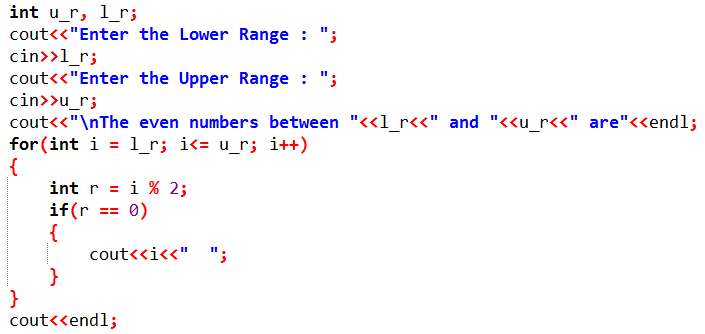 int u_r, l_r;
cout<<"Enter the Lower Range : ";
cin>>l_r;
cout<<"Enter the Upper Range : ";
cin>>u_r;
cout<<"\nThe even numbers between "<<l_r<<" and "<<u_r<<" are"<<endl;
for(int i = l_r; i<= u_r; i++)
{
    int r = i % 2;
    if(r == 0)
    {
        cout<<i<<"  ";
    }
}
cout<<endl;